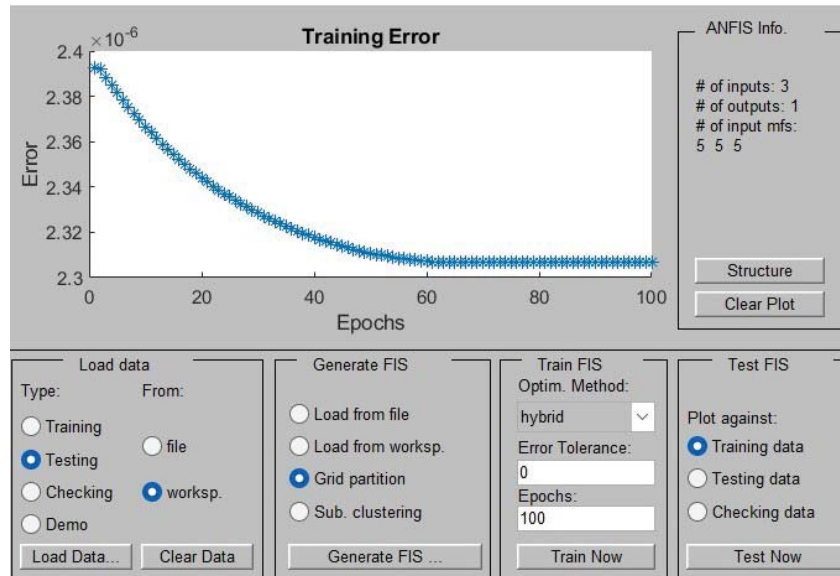 ×10⁻⁶
Training Error
2.4
2.38
2.36
2.34
2.32
2.3
Error
0 20 40 60 80 100
Epochs
ANFIS Info.
# of inputs: 3
# of outputs: 1
# of input mfs:
5 5 5
Structure
Clear Plot
Load data
Type: From:
Training
file
Testing
Checking
worksp.
Demo
Load Data... Clear Data
Generate FIS
Load from file
Load from worksp.
Grid partition
Sub. clustering
Generate FIS ...
Train FIS
Optim. Method:
hybrid
Error Tolerance:
0
Epochs:
100
Train Now
Test FIS
Plot against:
Training data
Testing data
Checking data
Test Now